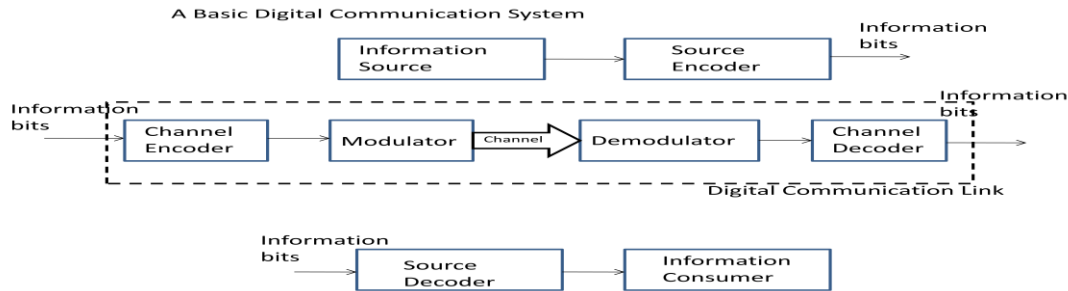 A Basic Digital Communication System
Information
Source
Source
Encoder
Information
bits
Information
bits
Channel
Encoder
Modulator
Channel
Demodulator
Channel
Decoder
Information
bits
Digital Communication Link
Information
bits
Source
Decoder
Information
Consumer